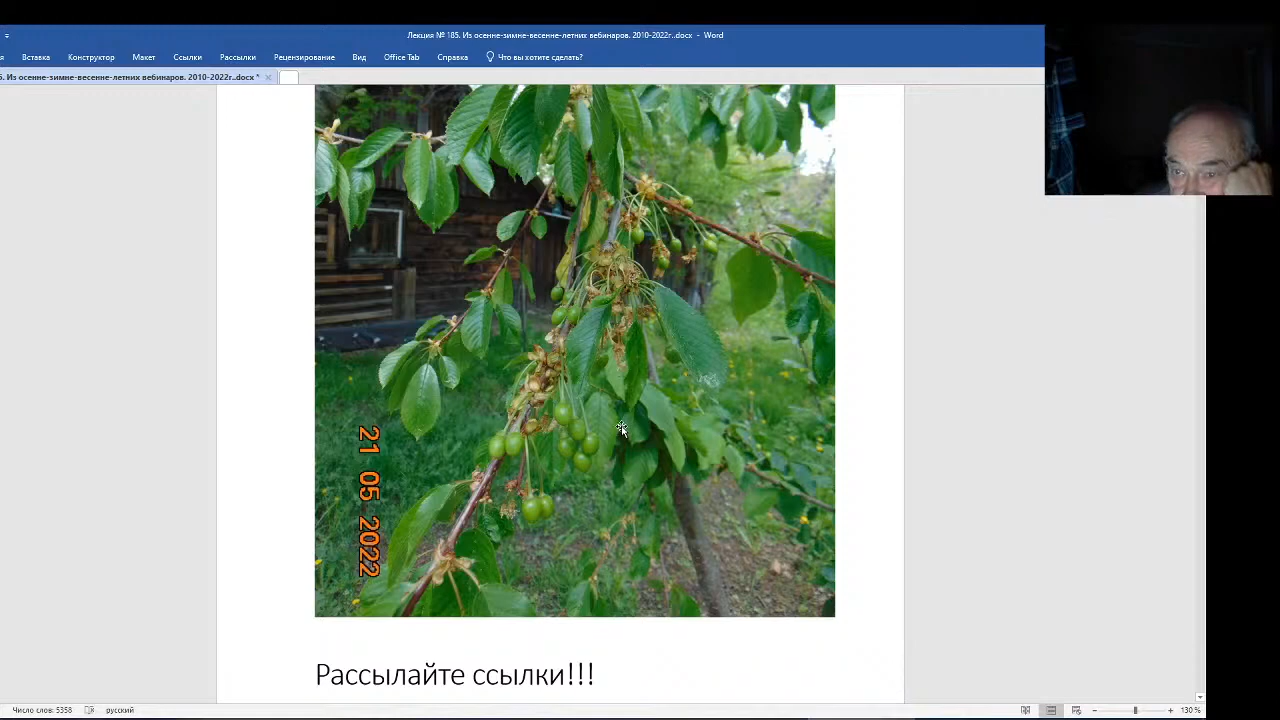 Лекция № 185. Из осенне-зимне-весенне-летних вебинаров. 2010-2022г..docx - Word
я Вставка Конструктор Макет Ссылки Рассылки Рецензирование Вид Office Tab Справка Что вы хотите сделать?
5. Из осенне-зимне-весенне-летних вебинаров. 2010-2022г..docx *
21 05 2022
Рассылайте ссылки!!!
Число слов: 5358 русский 130 %